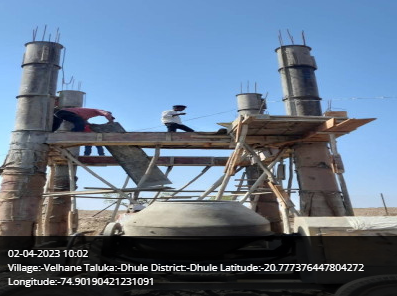 02-04-2023 10:02
Village:-Velhane Taluka:-Dhule District:-Dhule Latitude:-20.777376447804272
Longitude:-74.90190421231091